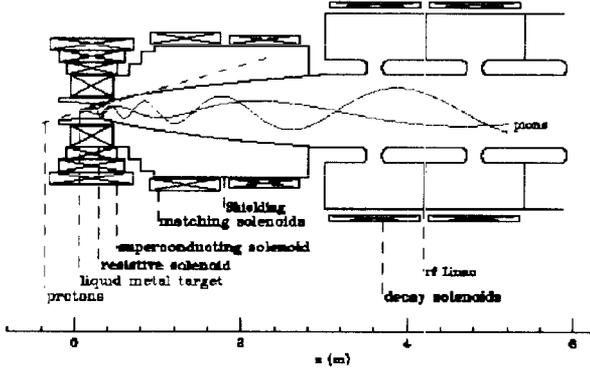 pions
Shielding
matching solenoids
superconducting solenoid
resistive solenoid
liquid metal target
protons
rf Linac
decay solenoids
0 2 4 6
z (m)